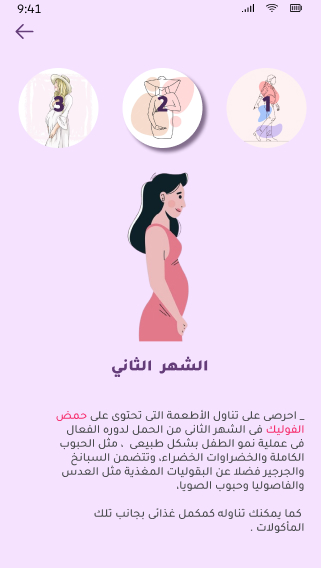 9:41
3
2
1
الشهر الثاني
_ احرصى على تناول الأطعمة التى تحتوى على حمض
الفوليك فى الشهر الثانى من الحمل لدوره الفعال
فى عملية نمو الطفل بشكل طبيعى ، مثل الحبوب
الكاملة والخضراوات الخضراء، وتتضمن السبانخ
والجرجير فضلا عن البقوليات المغذية مثل العدس
والفاصوليا وحبوب الصويا،
كما يمكنك تناوله كمكمل غذائى بجانب تلك
المأكولات .